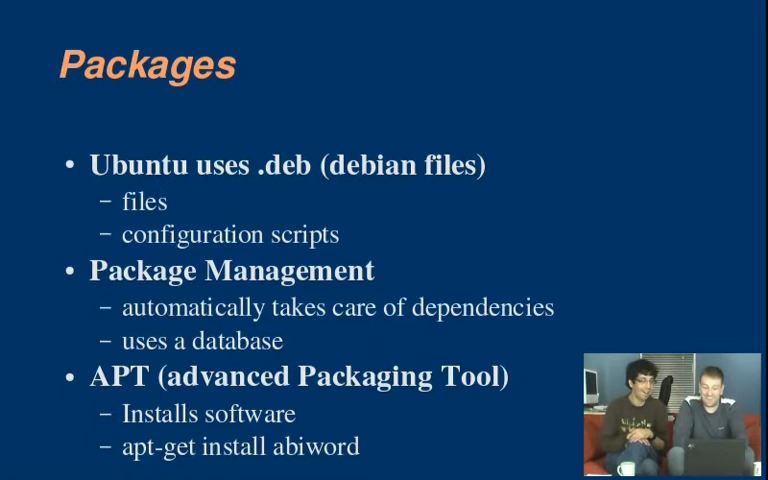 Packages
• Ubuntu uses .deb (debian files)
– files
– configuration scripts
• Package Management
– automatically takes care of dependencies
– uses a database
• APT (advanced Packaging Tool)
– Installs software
– apt-get install abiword